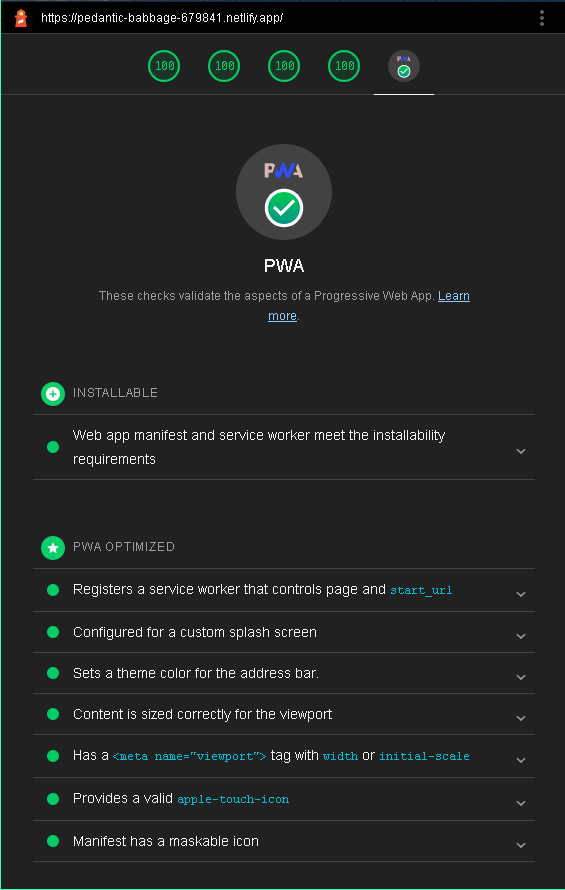 https://pedantic-babbage-679841.netlify.app/
100 100 100 100 PWA
PWA
PWA
These checks validate the aspects of a Progressive Web App. Learn
more.
INSTALLABLE
Web app manifest and service worker meet the installability
requirements
PWA OPTIMIZED
Registers a service worker that controls page and start_url
Configured for a custom splash screen
Sets a theme color for the address bar.
Content is sized correctly for the viewport
Has a <meta name="viewport"> tag with width or initial-scale
Provides a valid apple-touch-icon
Manifest has a maskable icon